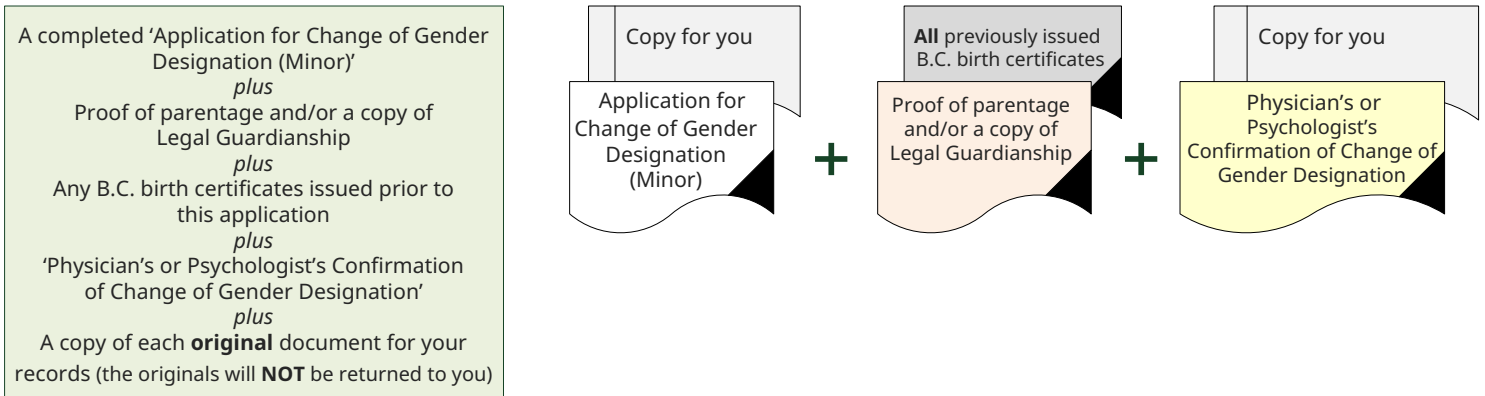 A completed ‘Application for Change of Gender
Designation (Minor)’
plus
Proof of parentage and/or a copy of
Legal Guardianship
plus
Any B.C. birth certificates issued prior to
this application
plus
‘Physician’s or Psychologist’s Confirmation
of Change of Gender Designation’
plus
A copy of each original document for your
records (the originals will NOT be returned to you)
Copy for you
Application for
Change of Gender
Designation
(Minor)
+
All previously issued
B.C. birth certificates
Proof of parentage
and/or a copy of
Legal Guardianship
+
Copy for you
Physician’s or
Psychologist’s
Confirmation of Change of
Gender Designation